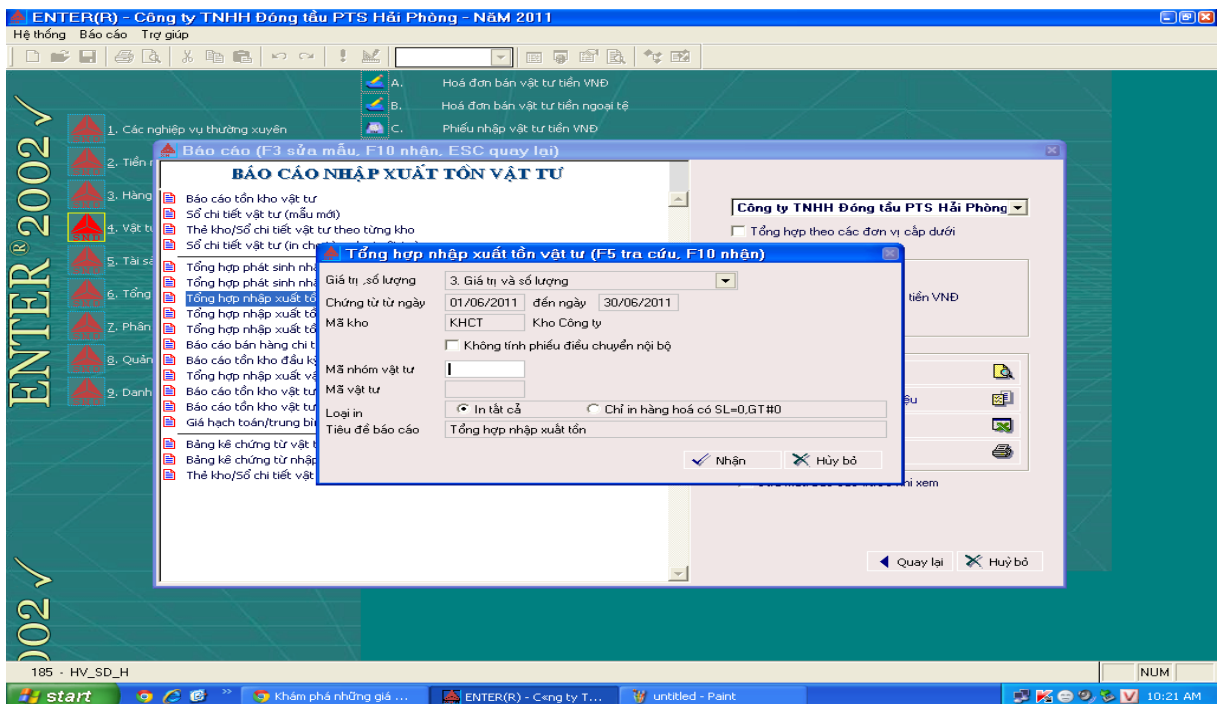 ENTER(R) - Công ty TNHH Đóng tầu PTS Hải Phòng - NăM 2011
Hệ thống Báo cáo Trợ giúp
A. Hoá đơn bán vật tư tiền VNĐ
B. Hoá đơn bán vật tư tiền ngoại tệ
1. Các nghiệp vụ thường xuyên C. Phiếu nhập vật tư tiền VNĐ
ENTER ® 2002 V
2. Tiền
3. Hàng
4. Vật
5. Tài
6. Tổng
7. Phân
8. Quản
9. Danh
002 V
Báo cáo (F3 sửa mẫu, F10 nhận, ESC quay lại)
BÁO CÁO NHẬP XUẤT TỒN VẬT TƯ
Báo cáo tồn kho vật tư
Sổ chi tiết vật tư (mẫu mới)
Thẻ kho/Sổ chi tiết vật tư theo từng kho
Sổ chi tiết vật tư (in
Tổng hợp phát sinh
Tổng hợp phát sinh
Tổng hợp nhập xuất
Tổng hợp nhập xuất
Tổng hợp nhập xuất
Báo cáo bán hàng chi
Báo cáo tồn kho đầu
Tổng hợp nhập xuất
Báo cáo tồn kho vật tư
Báo cáo tồn kho vật tư
Giá hạch toán/trung
Bảng kê chứng từ vật
Bảng kê chứng từ nhập
Thẻ kho/Sổ chi tiết vật
Công ty TNHH Đóng tầu PTS Hải Phòng
Tổng hợp theo các đơn vị cấp dưới
tiền VNĐ
xem
Quay lại Huỷ bỏ
Tổng hợp nhập xuất tồn vật tư (F5 tra cứu, F10 nhận)
Giá trị ,số lượng 3. Giá trị và số lượng
Chứng từ từ ngày 01/06/2011 đến ngày 30/06/2011
Mã kho KHCT Kho Công ty
Không tính phiếu điều chuyển nội bộ
Mã nhóm vật tư
Mã vật tư
Loại in In tất cả Chỉ in hàng hoá có SL=0,GT#0
Tiêu đề báo cáo Tổng hợp nhập xuất tồn
Nhận Hủy bỏ
185 - HV_SD_H NUM
start Khám phá những giá ... ENTER(R) - C«ng ty T... untitled - Paint 10:21 AM